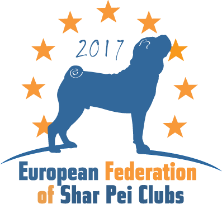 2017
European Federation
of Shar Pei Clubs